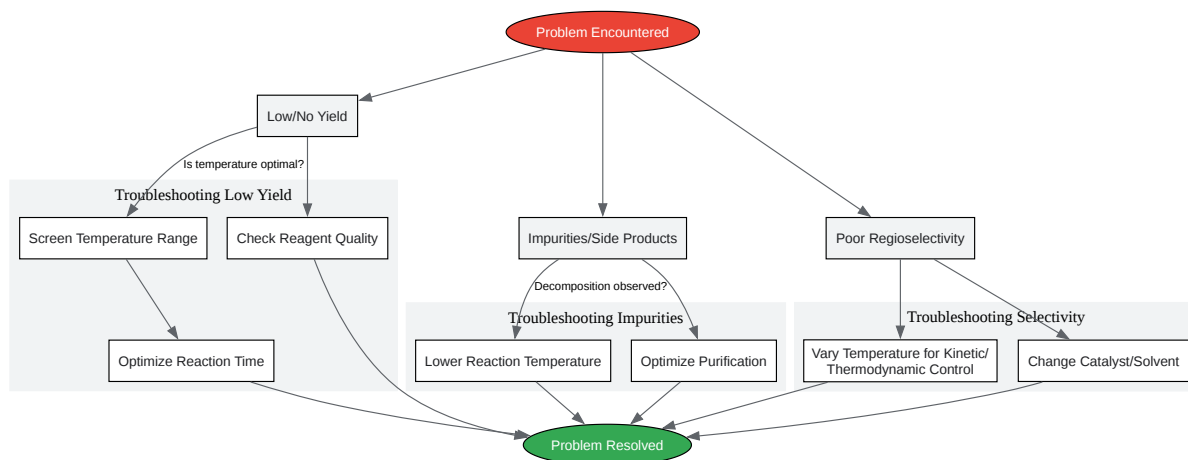 Problem Encountered
Low/No Yield
Is temperature optimal?
Troubleshooting Low Yield
Screen Temperature Range
Check Reagent Quality
Impurities/Side Products
Poor Regioselectivity
Decomposition observed?
Troubleshooting Impurities
Troubleshooting Selectivity
Optimize Reaction Time
Lower Reaction Temperature
Optimize Purification
Vary Temperature for Kinetic/
Thermodynamic Control
Change Catalyst/Solvent
Problem Resolved